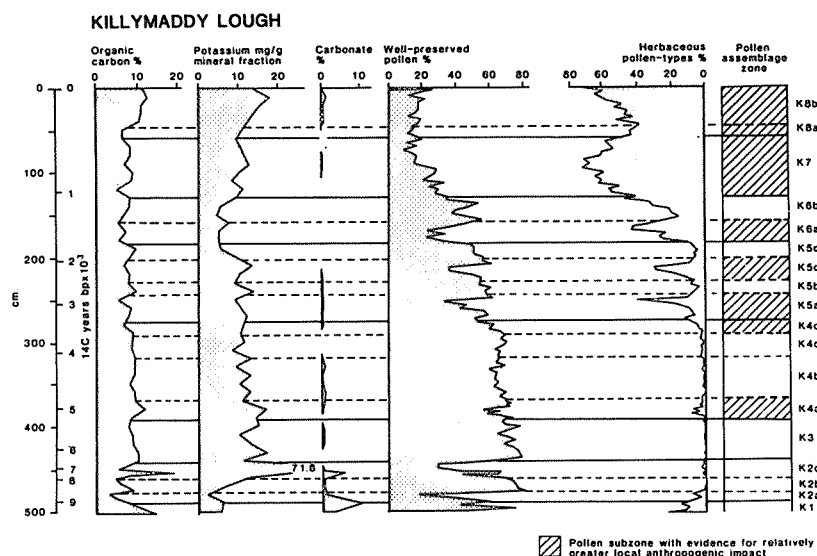 KILLYMADDY LOUGH
Organic carbon %
Potassium mg/g mineral fraction
Carbonate %
Well-preserved pollen %
Herbaceous pollen-types %
Pollen assemblage zone
0 10 20
0 10 20
0 10
0 20 40 60 80
80 60 40 20 0
0
100
200
300
400
500
cm
0
1
2
3
4
5
6
7
8
9
14C years bp x 10³
71.6
K8b
K8a
K7
K6b
K6a
K5d
K5c
K5b
K5a
K4d
K4c
K4b
K4a
K3
K2c
K2b
K2a
K1
Pollen subzone with evidence for relatively
greater local anthropogenic impact